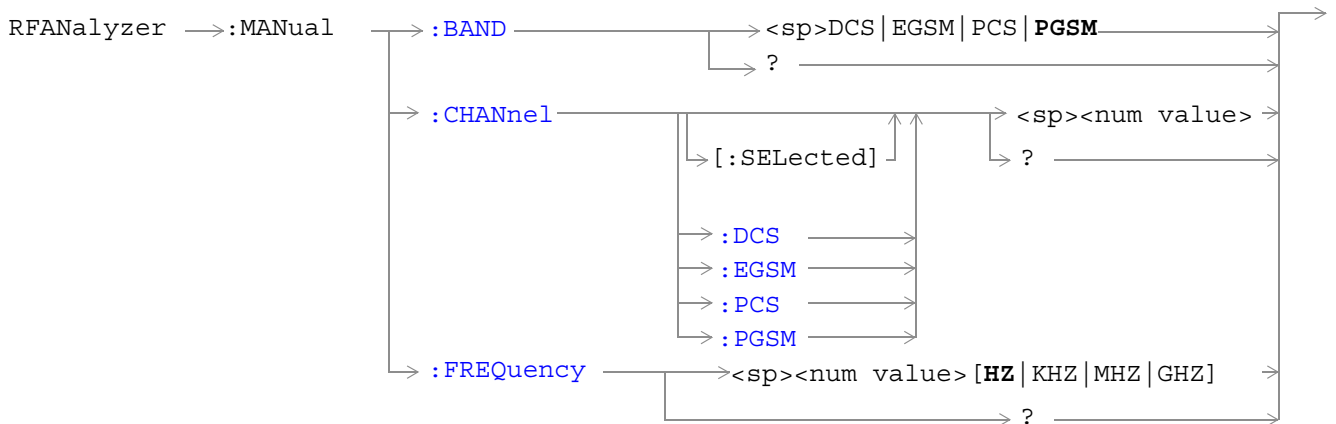 RFANalyzer :MANual :BAND <sp>DCS|EGSM|PCS|PGSM
?
:CHANnel <sp><num value>
[:SELected] ?
:DCS
:EGSM
:PCS
:PGSM
:FREQuency <sp><num value>[HZ|KHZ|MHZ|GHZ]
?